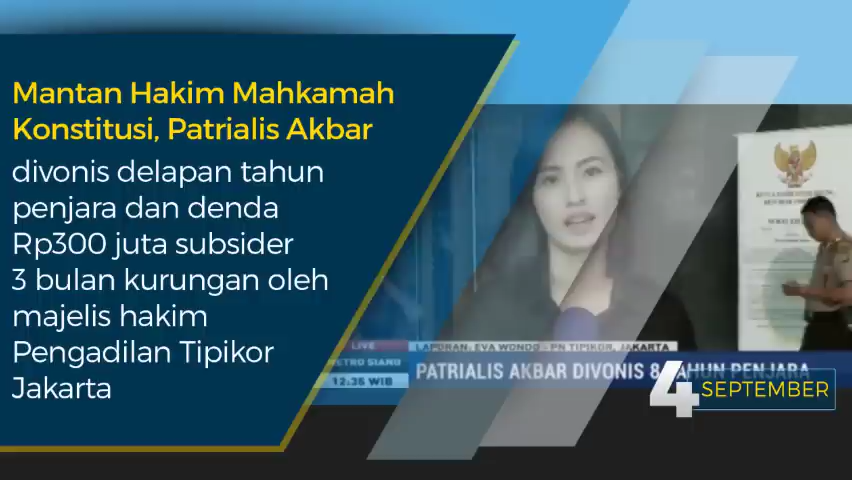 Mantan Hakim Mahkamah
Konstitusi, Patrialis Akbar
divonis delapan tahun
penjara dan denda
Rp300 juta subsider
3 bulan kurungan oleh
majelis hakim
Pengadilan Tipikor
Jakarta
LIVE
LAPORAN: EVA WONDO - PN TIPIKOR, JAKARTA
METRO SIANG
12:35 WIB
PATRIALIS AKBAR DIVONIS 8 TAHUN PENJARA
4 SEPTEMBER